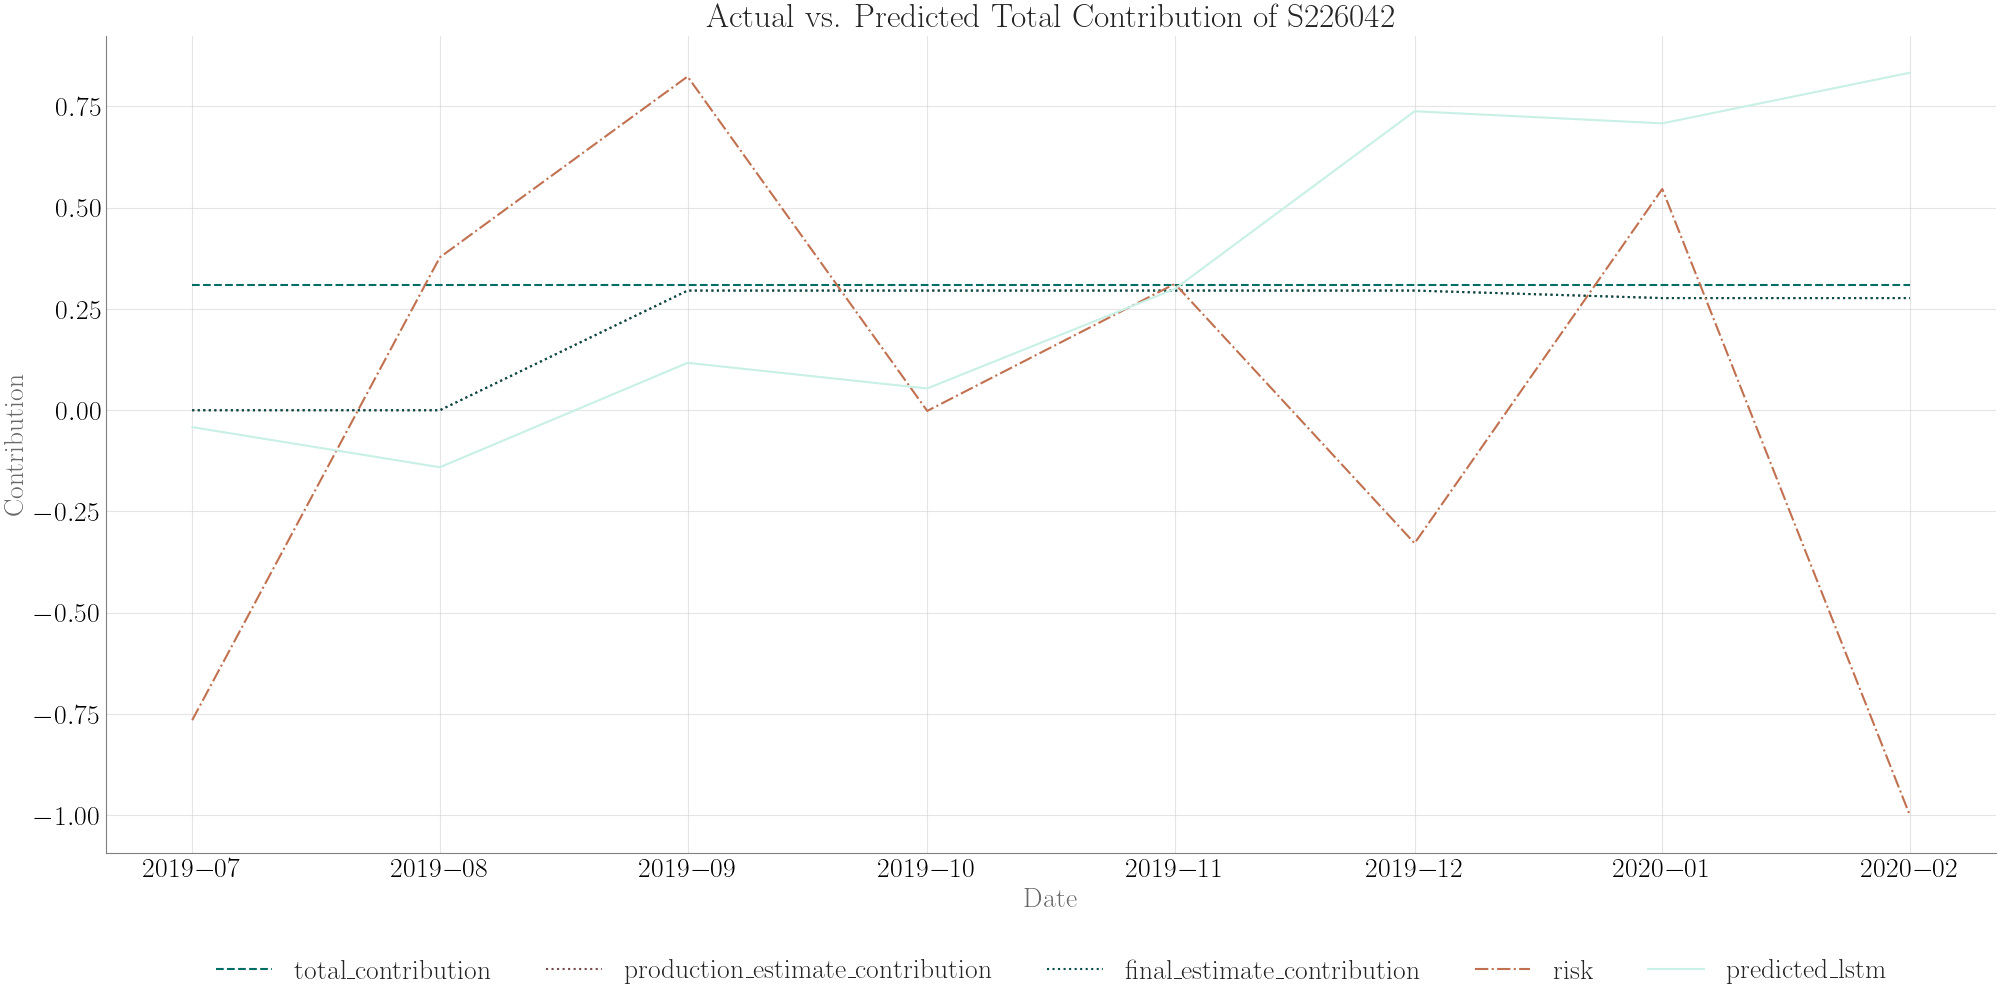 Actual vs. Predicted Total Contribution of S226042
Contribution
0.75
0.50
0.25
0.00
−0.25
−0.50
−0.75
−1.00
2019−07 2019−08 2019−09 2019−10 2019−11 2019−12 2020−01 2020−02
Date
total_contribution production_estimate_contribution final_estimate_contribution risk predicted_lstm